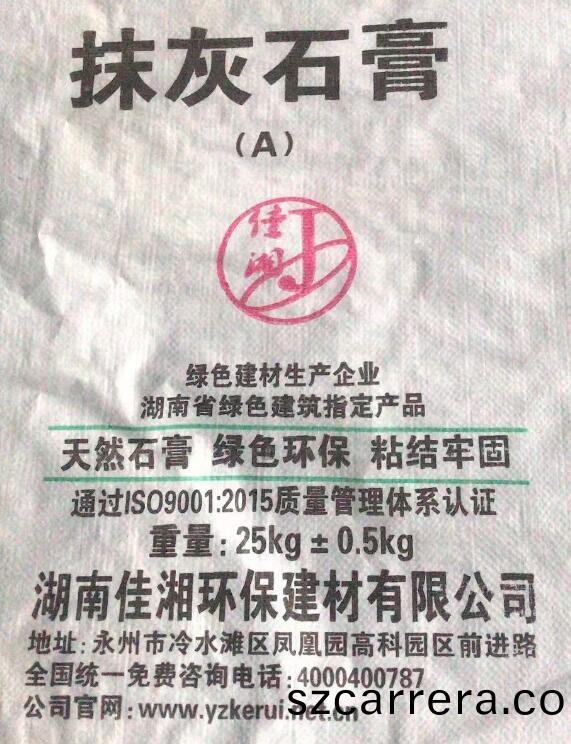 抹灰石膏
(A)
佳
湘
J
绿色建材生产企业
湖南省绿色建筑指定产品
天然石膏 绿色环保 粘结牢固
通过ISO9001:2015质量管理体系认证
重量:25kg±0.5kg
湖南佳湘环保建材有限公司
地址:永州市冷水滩区凤凰园高科园区前进路
全国统一免费咨询电话:4000400787
公司官网:www.yzkerui.net.cn
szcarrera.co